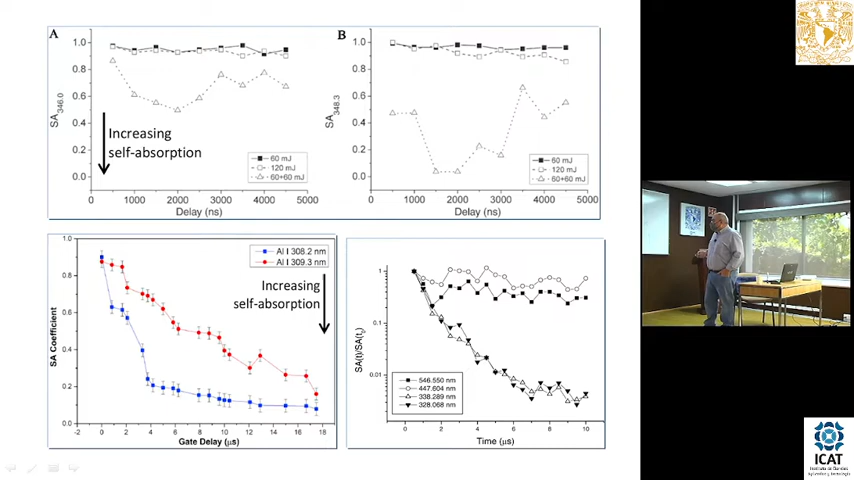 A
1.0
0.8
0.6
0.4
0.2
0.0
SA346.0
Increasing
self-absorption
60 mJ
120 mJ
60+60 mJ
1000 2000 3000 4000 5000
Delay (ns)
B
1.0
0.8
0.6
0.4
0.2
0.0
SA348.3
60 mJ
120 mJ
60+60 mJ
0 1000 2000 3000 4000 5000
Delay (ns)
1.0
0.8
0.6
0.4
0.2
0.0
SA Coefficient
Al I 308.2 nm
Al I 309.3 nm
Increasing
self-absorption
0 2 4 6 8 10 12 14 16 18
Gate Delay (µs)
1
0.1
0.01
SA(t)/SA(t0)
546.550 nm
447.604 nm
338.289 nm
328.068 nm
0 2 4 6 8 10
Time (µs)
ICAT